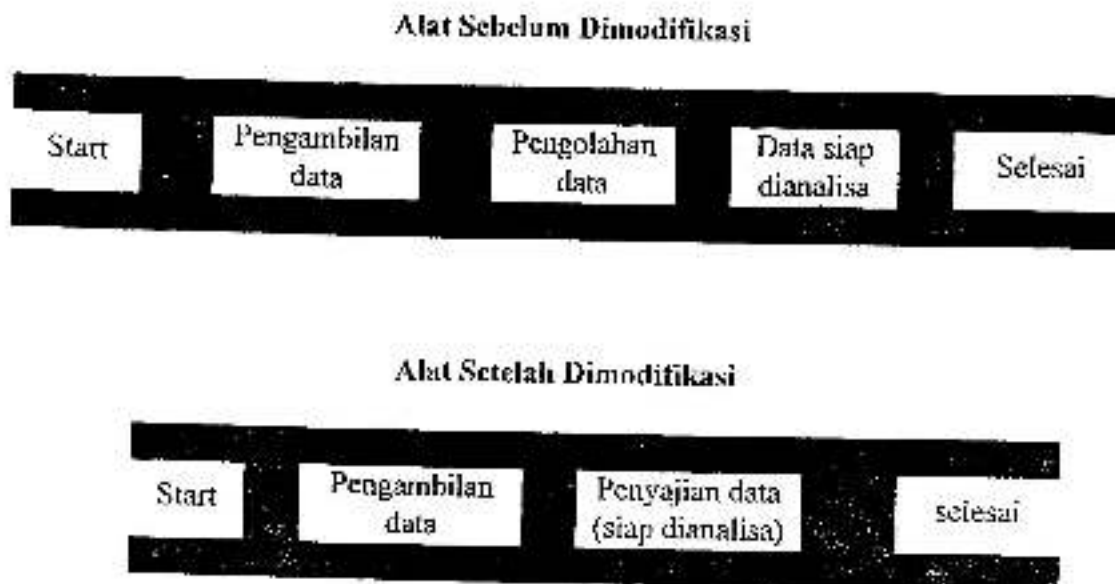 Alat Sebelum Dimodifikasi
Start
Pengambilan
data
Pengolahan
data
Data siap
dianalisa
Selesai
Alat Setelah Dimodifikasi
Start
Pengambilan
data
Penyajian data
(siap dianalisa)
selesai